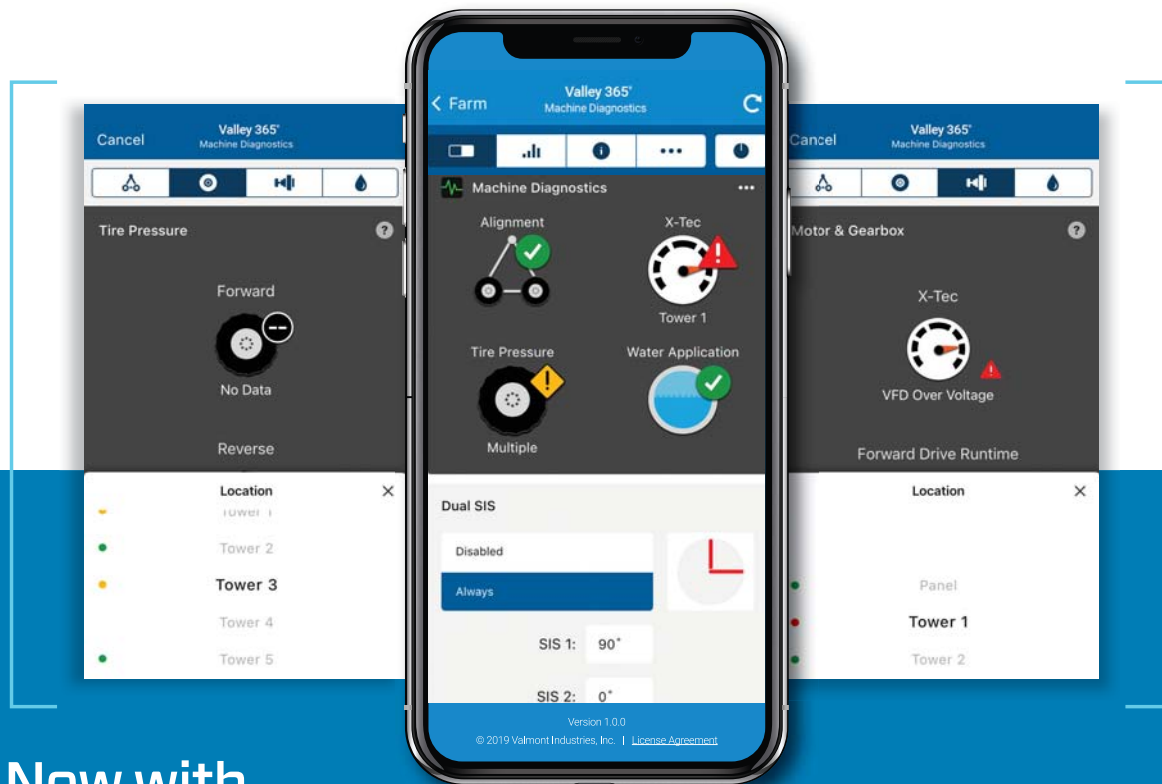 Cancel
Valley 365°
Machine Diagnostics
Tire Pressure
?
Forward
--
No Data
Reverse
Location
×
Tower 1
Tower 2
Tower 3
Tower 4
Tower 5
< Farm
Valley 365°
Machine Diagnostics
Machine Diagnostics
Alignment
X-Tec
!
Tower 1
Tire Pressure
Water Application
!
Multiple
Dual SIS
Disabled
Always
SIS 1: 90°
SIS 2: 0°
Version 1.0.0
© 2019 Valmont Industries, Inc. | License Agreement
Cancel
Valley 365°
Machine Diagnostics
Motor & Gearbox
?
X-Tec
VFD Over Voltage
Forward Drive Runtime
Location
×
Panel
Tower 1
Tower 2
Now with